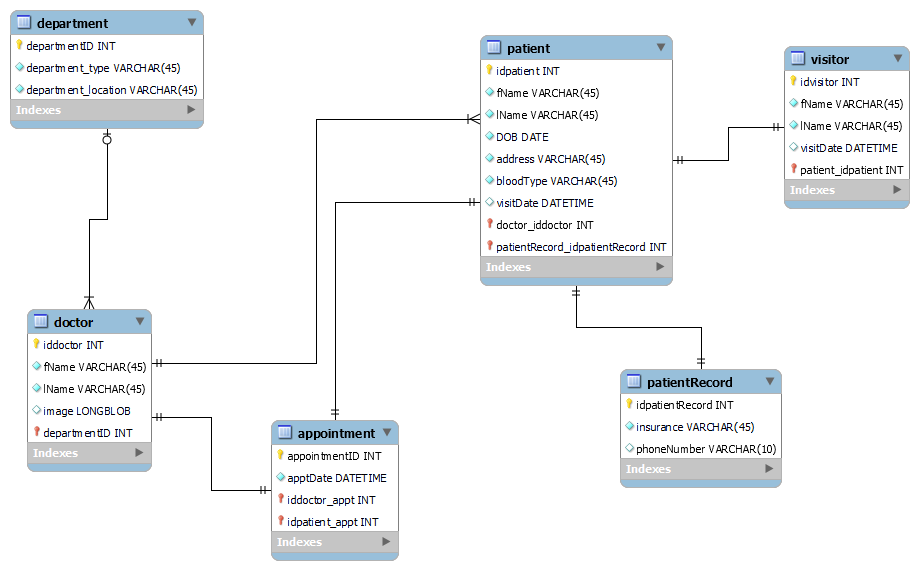 department
departmentID INT
department_type VARCHAR(45)
department_location VARCHAR(45)
Indexes
patient
idpatient INT
fName VARCHAR(45)
lName VARCHAR(45)
DOB DATE
address VARCHAR(45)
bloodType VARCHAR(45)
visitDate DATETIME
doctor_iddoctor INT
patientRecord_idpatientRecord INT
Indexes
visitor
idvisitor INT
fName VARCHAR(45)
lName VARCHAR(45)
visitDate DATETIME
patient_idpatient INT
Indexes
doctor
iddoctor INT
fName VARCHAR(45)
lName VARCHAR(45)
image LONGBLOB
departmentID INT
Indexes
appointment
appointmentID INT
apptDate DATETIME
iddoctor_appt INT
idpatient_appt INT
Indexes
patientRecord
idpatientRecord INT
insurance VARCHAR(45)
phoneNumber VARCHAR(10)
Indexes